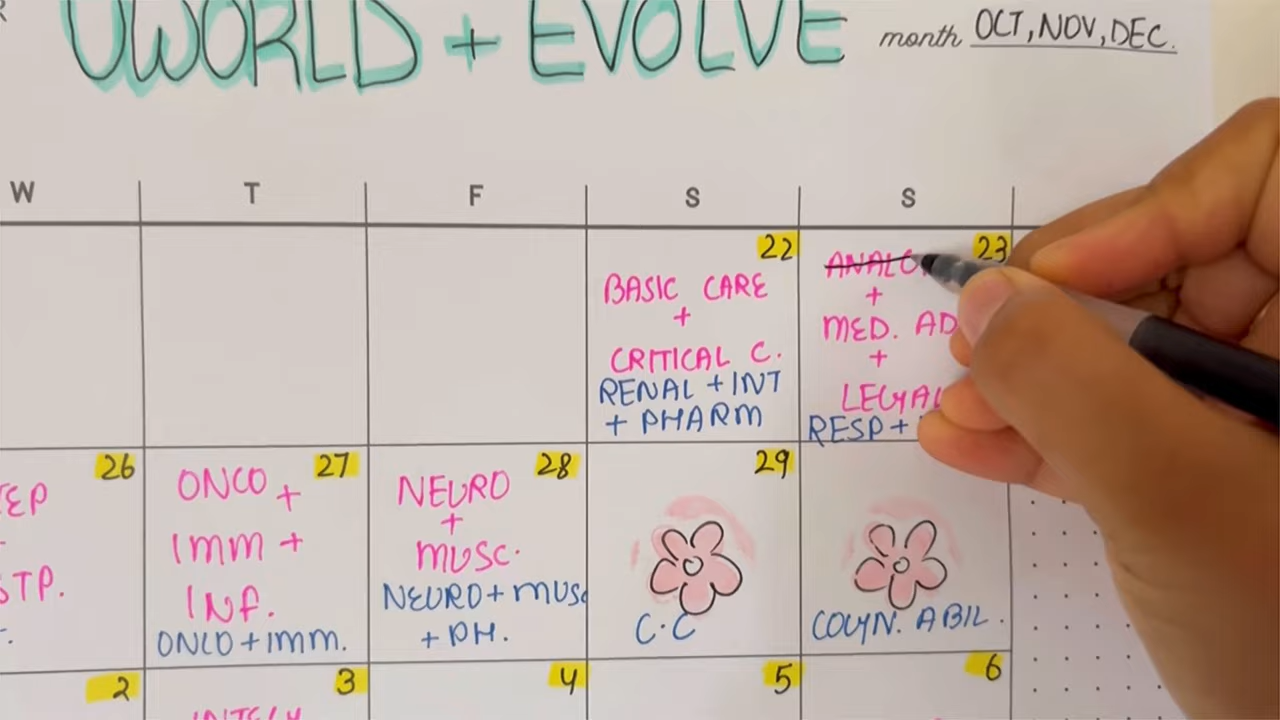 UWORLD + EVOLVE
month OCT, NOV, DEC.
W T F S S
22
BASIC CARE
+
CRITICAL C.
RENAL + INT
+ PHARM
23
+
MED. AD
+
LEGAL
RESP +
26
STP.
27
ONCO +
IMM +
INF.
ONCO + IMM.
28
NEURO
+
MUSC.
NEURO + MUSC
+ PH.
29
C.C
COGN. ABIL.
2
3
4
5
6